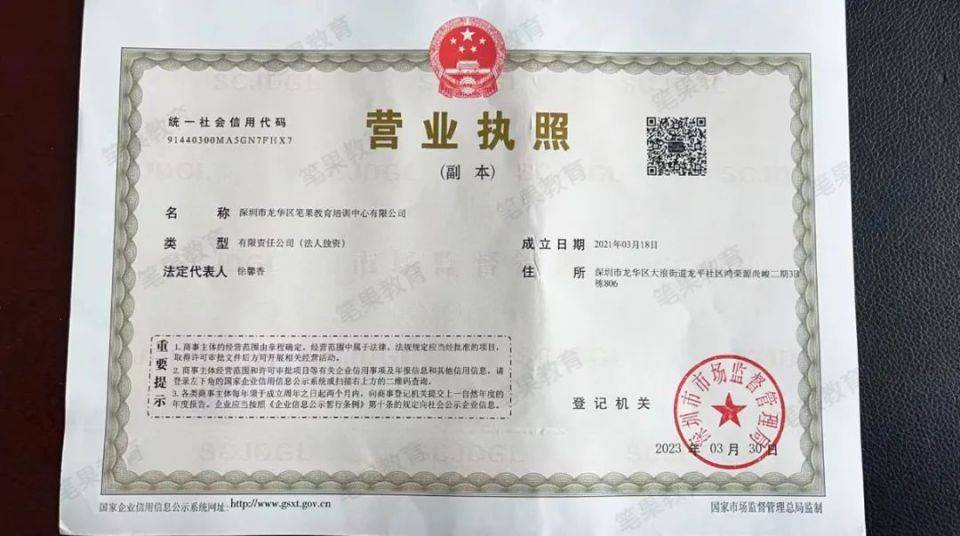 统一社会信用代码
91440300MA5GN7FHX7
营业执照
(副 本)
名 称 深圳市龙华区笔果教育培训中心有限公司
类 型 有限责任公司(法人独资)
法定代表人 徐馨香
成立日期 2021年03月18日
住 所 深圳市龙华区大浪街道龙平社区鸿荣源尚峻二期3D
栋806
重要提示
1. 商事主体的经营范围由章程确定。经营范围中属于法律、法规规定应当经批准的项目,
取得许可审批文件后方可开展相关经营活动。
2. 商事主体经营范围和许可审批项目等有关企业信用事项及年报信息和其他信用信息,请
登录左下角的国家企业信用信息公示系统或扫描右上方的二维码查询。
3. 各类商事主体每年须于成立周年之日起两个月内,向商事登记机关提交上一自然年度的
年度报告。企业应当按照《企业信息公示暂行条例》第十条的规定向社会公示企业信息。
登记机关
深圳市市场监督管理局
2023 年 03 月 30 日
国家企业信用信息公示系统网址:http://www.gsxt.gov.cn
国家市场监督管理总局监制
笔果教育
SCJDGL